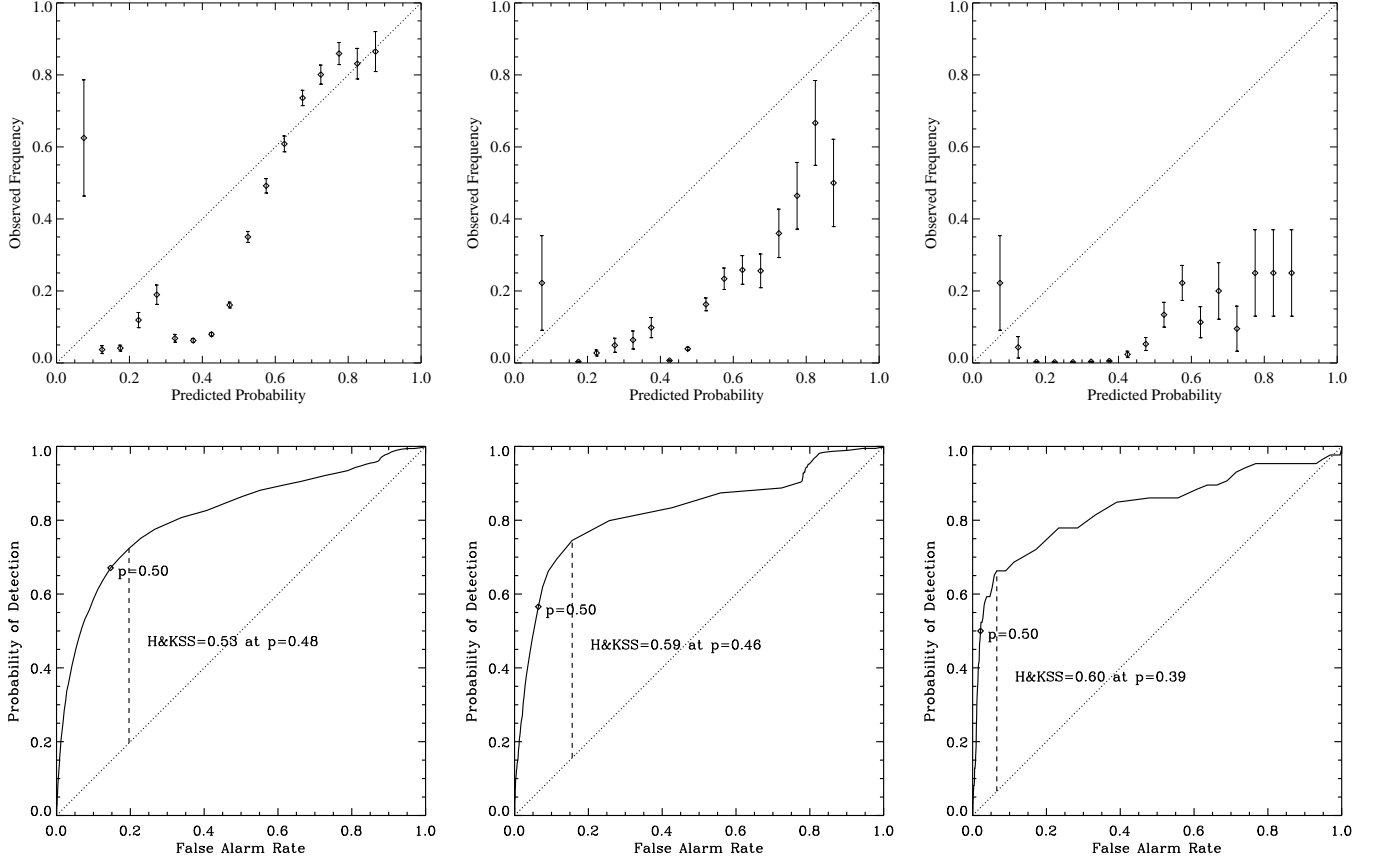 1.0
0.8
0.6
0.4
0.2
0.0
Observed Frequency
0.0 0.2 0.4 0.6 0.8 1.0
Predicted Probability
1.0
0.8
0.6
0.4
0.2
0.0
Observed Frequency
0.0 0.2 0.4 0.6 0.8 1.0
Predicted Probability
1.0
0.8
0.6
0.4
0.2
0.0
Observed Frequency
0.0 0.2 0.4 0.6 0.8 1.0
Predicted Probability
1.0
0.8
0.6
0.4
0.2
0.0
Probability of Detection
p=0.50
H&KSS=0.53 at p=0.48
0.0 0.2 0.4 0.6 0.8 1.0
False Alarm Rate
1.0
0.8
0.6
0.4
0.2
0.0
Probability of Detection
p=0.50
H&KSS=0.59 at p=0.46
0.0 0.2 0.4 0.6 0.8 1.0
False Alarm Rate
1.0
0.8
0.6
0.4
0.2
0.0
Probability of Detection
p=0.50
H&KSS=0.60 at p=0.39
0.0 0.2 0.4 0.6 0.8 1.0
False Alarm Rate